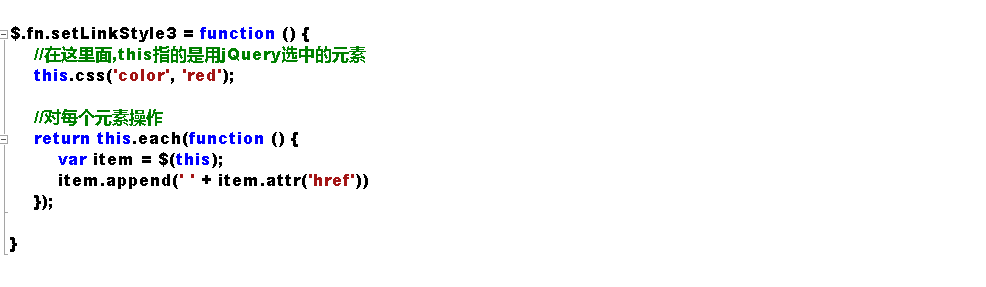 $.fn.setLinkStyle3 = function () {
//在这里面,this指的是用jQuery选中的元素
this.css('color', 'red');
//对每个元素操作
return this.each(function () {
var item = $(this);
item.append(' ' + item.attr('href'))
});
}